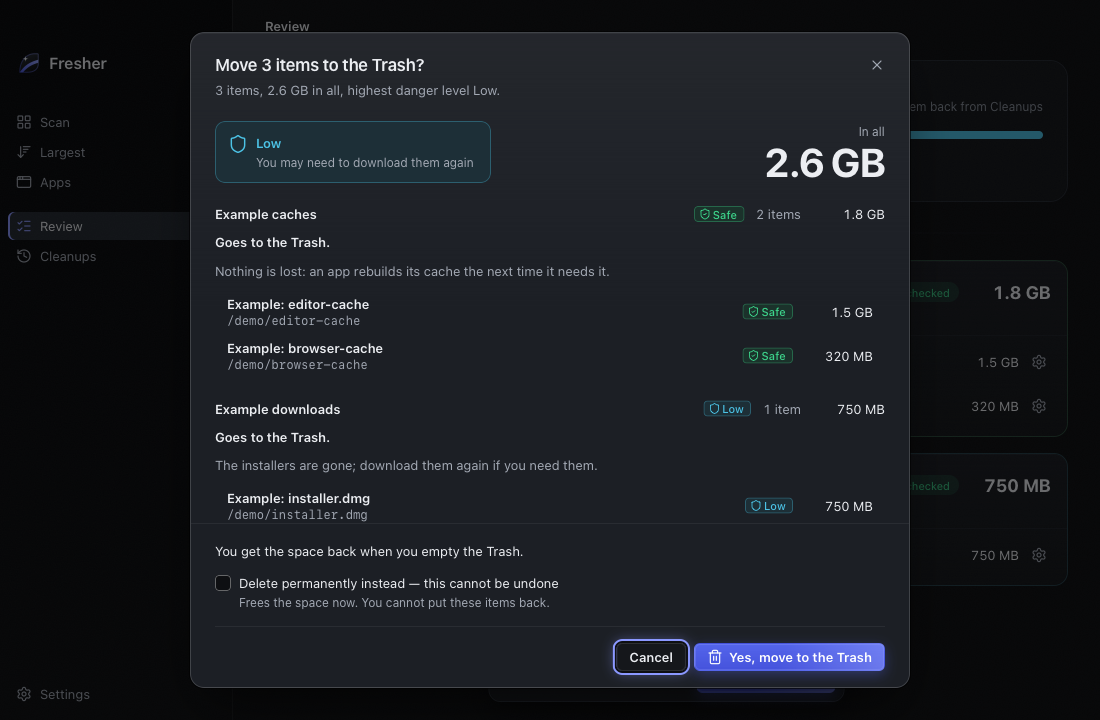 Review
Fresher
Scan
Largest
Apps
Review
Cleanups
Settings
Move 3 items to the Trash?
3 items, 2.6 GB in all, highest danger level Low.
Low
You may need to download them again
In all
2.6 GB
Example caches Safe 2 items 1.8 GB
Goes to the Trash.
Nothing is lost: an app rebuilds its cache the next time it needs it.
Example: editor-cache
/demo/editor-cache
Safe 1.5 GB
Example: browser-cache
/demo/browser-cache
Safe 320 MB
Example downloads Low 1 item 750 MB
Goes to the Trash.
The installers are gone; download them again if you need them.
Example: installer.dmg
/demo/installer.dmg
Low 750 MB
You get the space back when you empty the Trash.
Delete permanently instead — this cannot be undone
Frees the space now. You cannot put these items back.
Cancel Yes, move to the Trash
back from Cleanups
1.8 GB
1.5 GB
320 MB
750 MB
750 MB